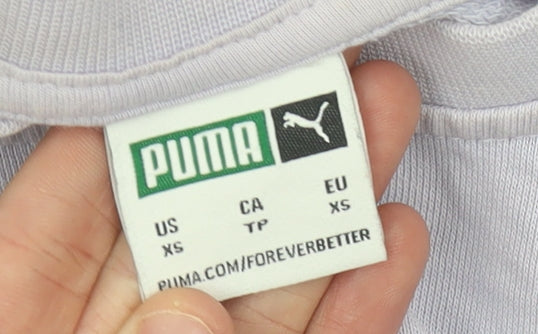 PUMA
US CA EU
XS TP XS
PUMA.COM/FOREVERBETTER